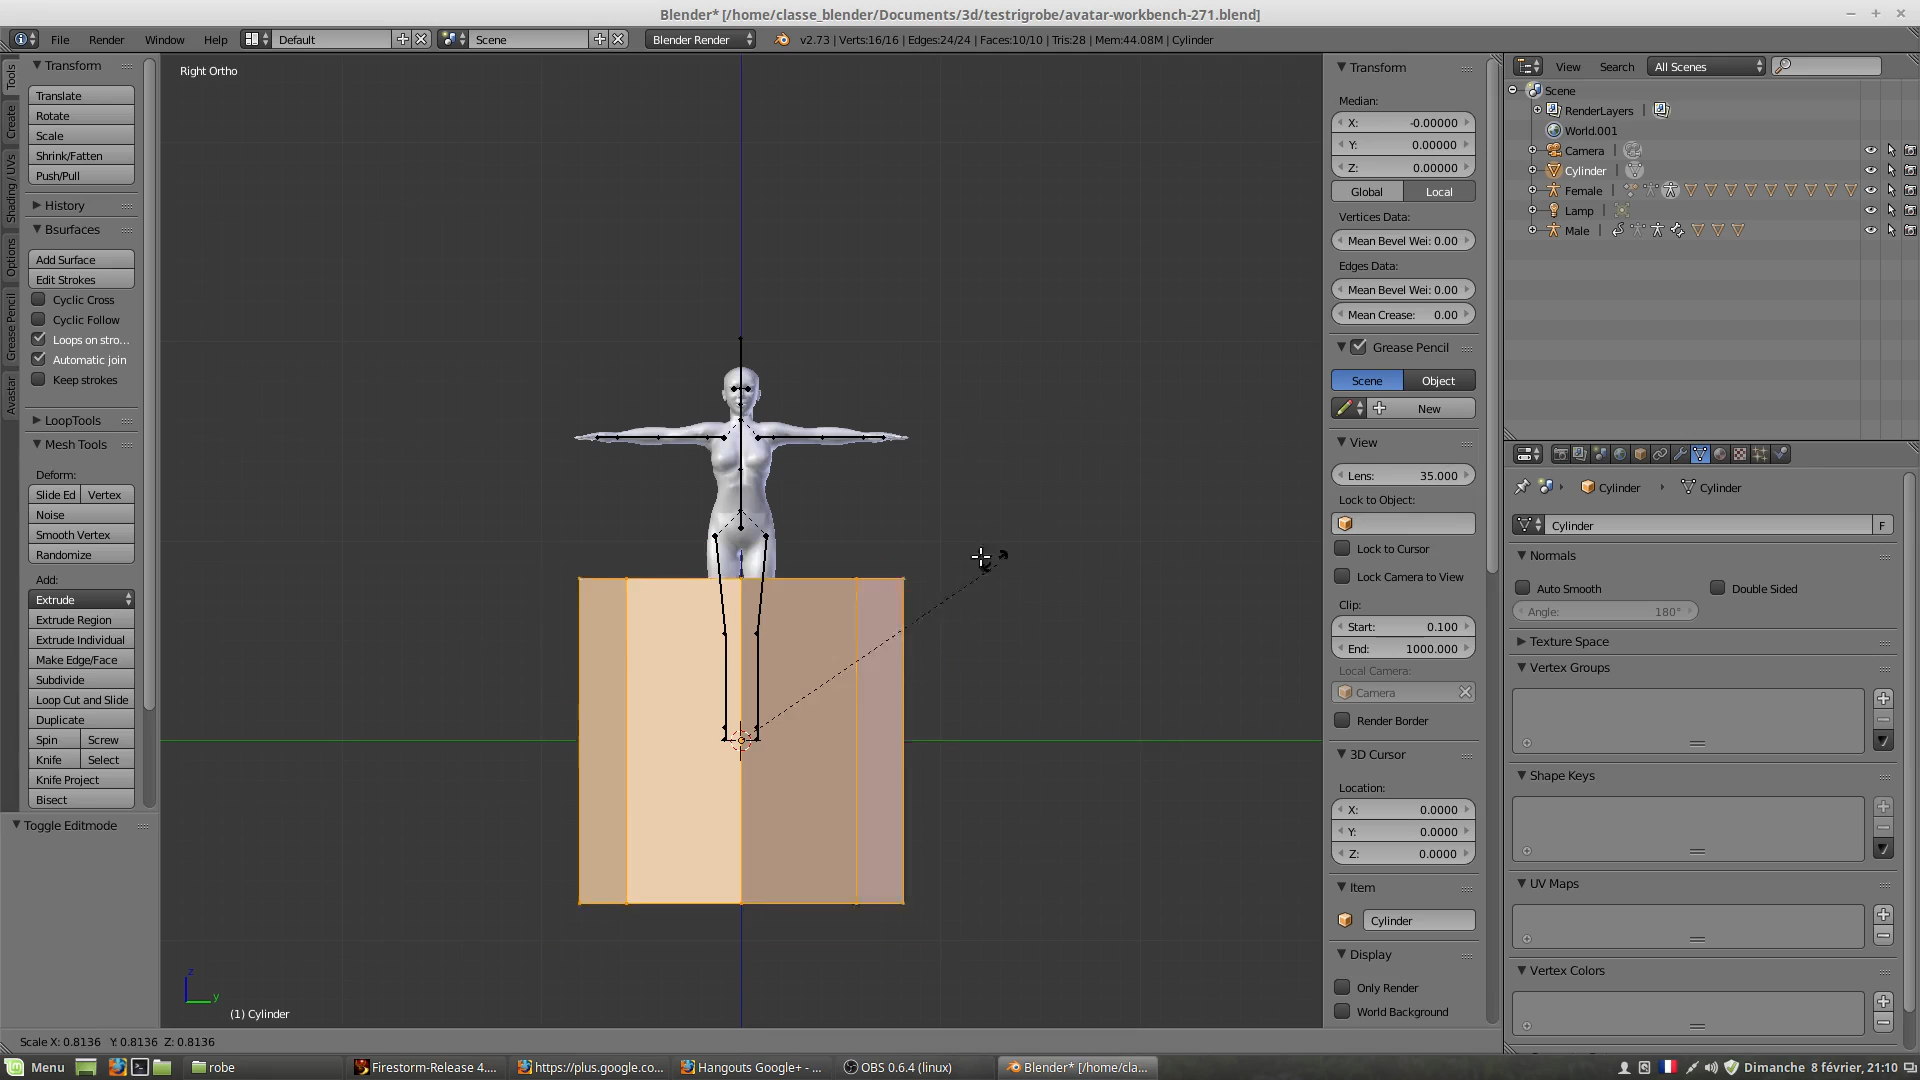 Blender* [/home/classe_blender/Documents/3d/testrigrobe/avatar-workbench-271.blend]
File Render Window Help Default Scene Blender Render v2.73 | Verts:16/16 | Edges:24/24 | Faces:10/10 | Tris:28 | Mem:44.08M | Cylinder
Tools
Create
Shading / UVs
Options
Grease Pencil
Avastar
Transform
Translate
Rotate
Scale
Shrink/Fatten
Push/Pull
History
Bsurfaces
Add Surface
Edit Strokes
Cyclic Cross
Cyclic Follow
Loops on stro...
Automatic join
Keep strokes
LoopTools
Mesh Tools
Deform:
Slide Ed Vertex
Noise
Smooth Vertex
Randomize
Add:
Extrude
Extrude Region
Extrude Individual
Make Edge/Face
Subdivide
Loop Cut and Slide
Duplicate
Spin Screw
Knife Select
Knife Project
Bisect
Toggle Editmode
Right Ortho
z
y
(1) Cylinder
Transform
Median:
X: -0.00000
Y: 0.00000
Z: 0.00000
Global Local
Vertices Data:
Mean Bevel Wei: 0.00
Edges Data:
Mean Bevel Wei: 0.00
Mean Crease: 0.00
Grease Pencil
Scene Object
New
View
Lens: 35.000
Lock to Object:
Lock to Cursor
Lock Camera to View
Clip:
Start: 0.100
End: 1000.000
Local Camera:
Camera
Render Border
3D Cursor
Location:
X: 0.0000
Y: 0.0000
Z: 0.0000
Item
Cylinder
Display
Only Render
World Background
View Search All Scenes
Scene
RenderLayers |
World.001
Camera |
Cylinder |
Female |
Lamp |
Male |
Cylinder Cylinder
Cylinder F
Normals
Auto Smooth Double Sided
Angle: 180°
Texture Space
Vertex Groups
Shape Keys
UV Maps
Vertex Colors
Scale X: 0.8136 Y: 0.8136 Z: 0.8136
Menu robe Firestorm-Release 4.... https://plus.google.co... Hangouts Google+ - ... OBS 0.6.4 (linux) Blender* [/home/cla... Dimanche 8 février, 21:10